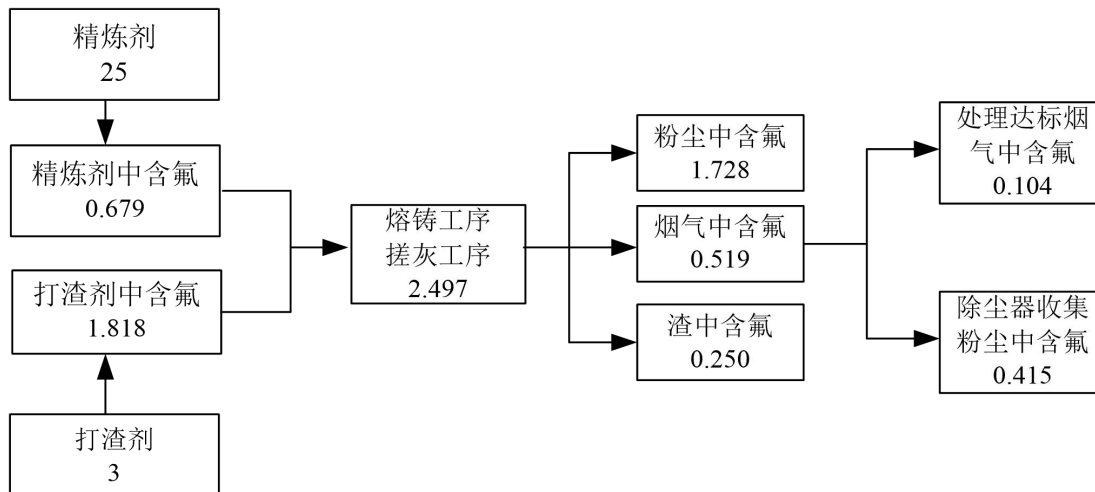 精炼剂
25
精炼剂中含氟
0.679
打渣剂中含氟
1.818
打渣剂
3
熔铸工序
搓灰工序
2.497
粉尘中含氟
1.728
烟气中含氟
0.519
渣中含氟
0.250
处理达标烟
气中含氟
0.104
除尘器收集
粉尘中含氟
0.415